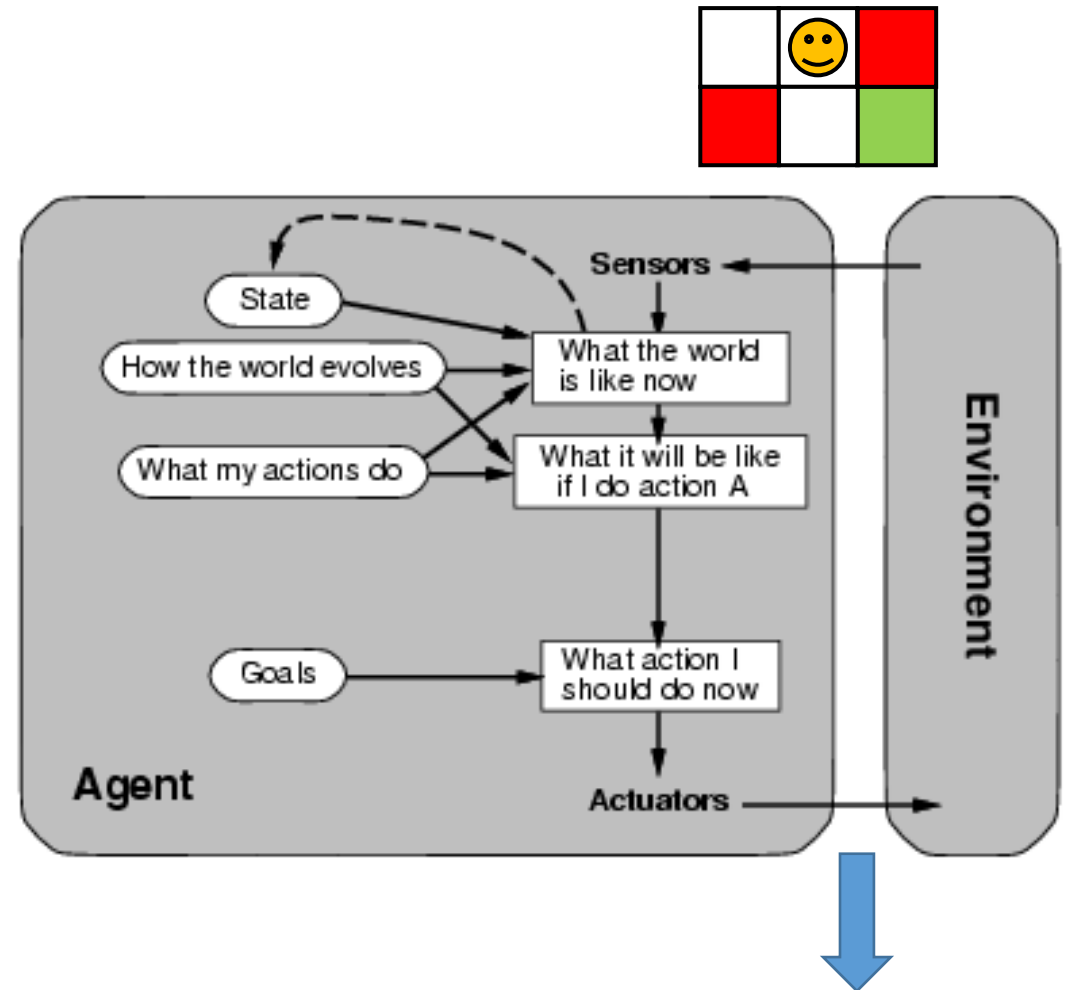 Sensors
State
What the world
is like now
How the world evolves
What my actions do
What it will be like
if I do action A
Environment
Goals
What action I
should do now
Agent
Actuators